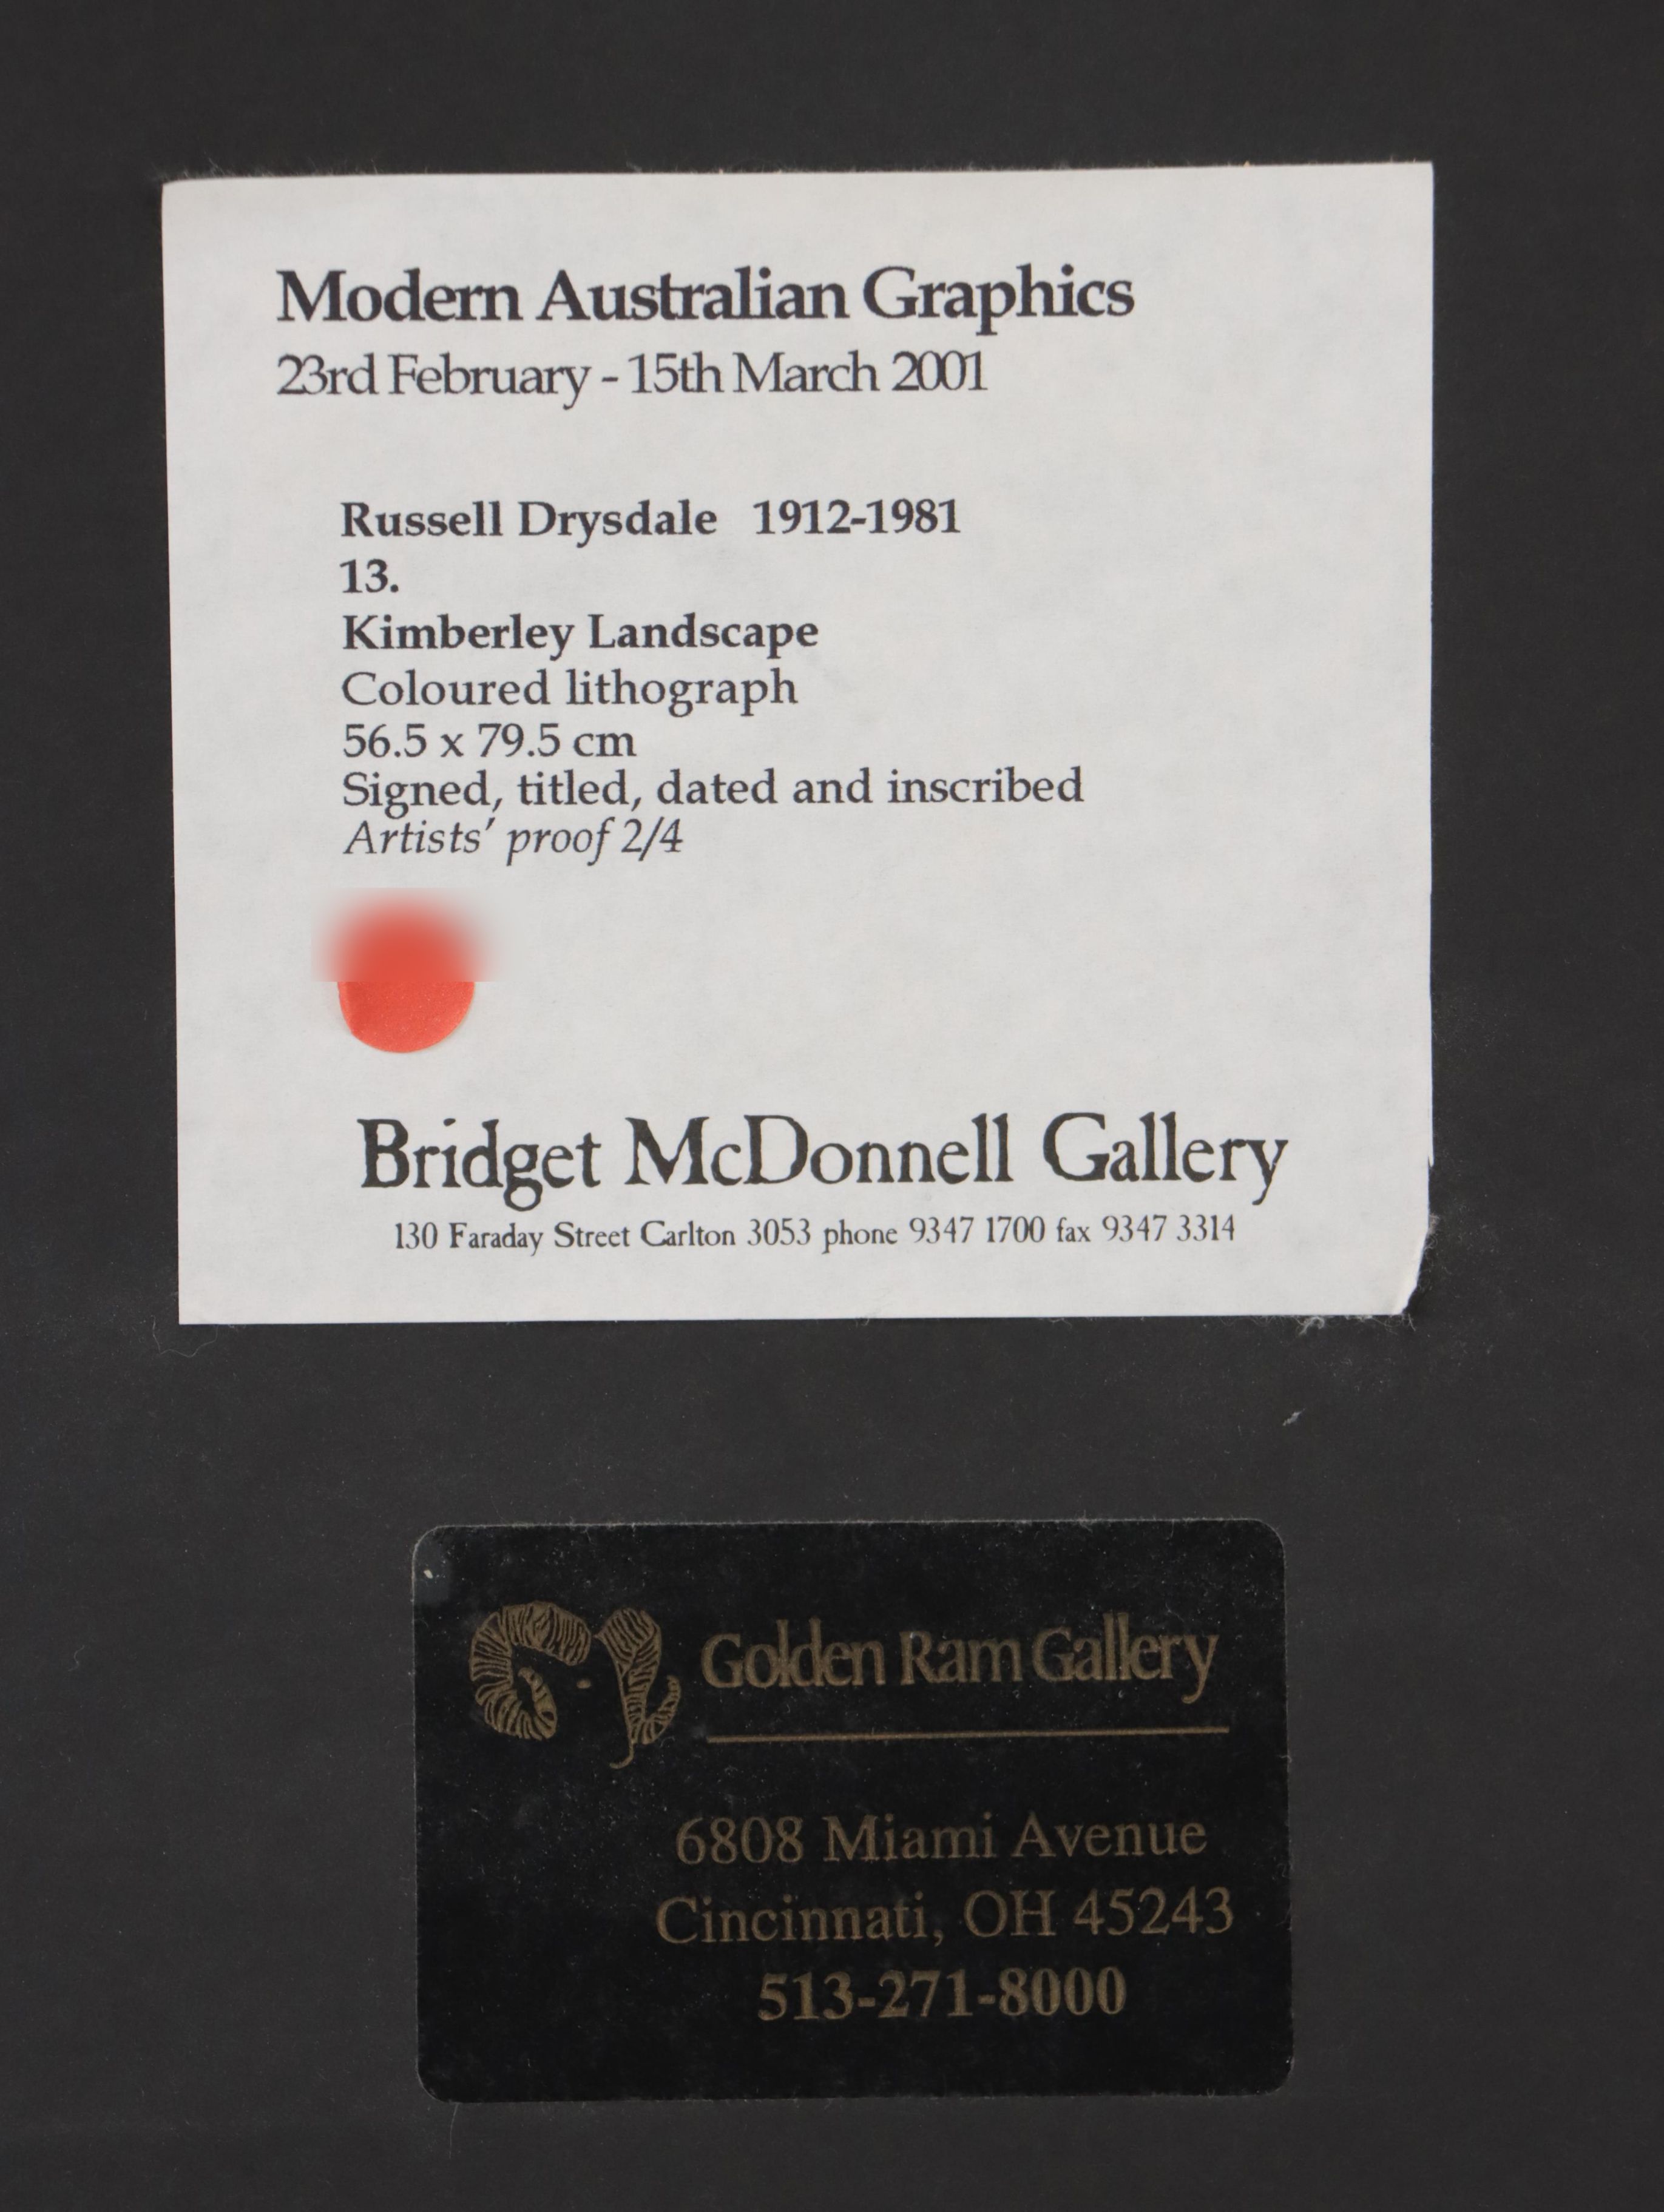 Modern Australian Graphics
23rd February - 15th March 2001
Russell Drysdale 1912-1981
13.
Kimberley Landscape
Coloured lithograph
56.5 x 79.5 cm
Signed, titled, dated and inscribed
Artists' proof 2/4
Bridget McDonnell Gallery
130 Faraday Street Carlton 3053 phone 9347 1700 fax 9347 3314
Golden Ram Gallery
6808 Miami Avenue
Cincinnati, OH 45243
513-271-8000